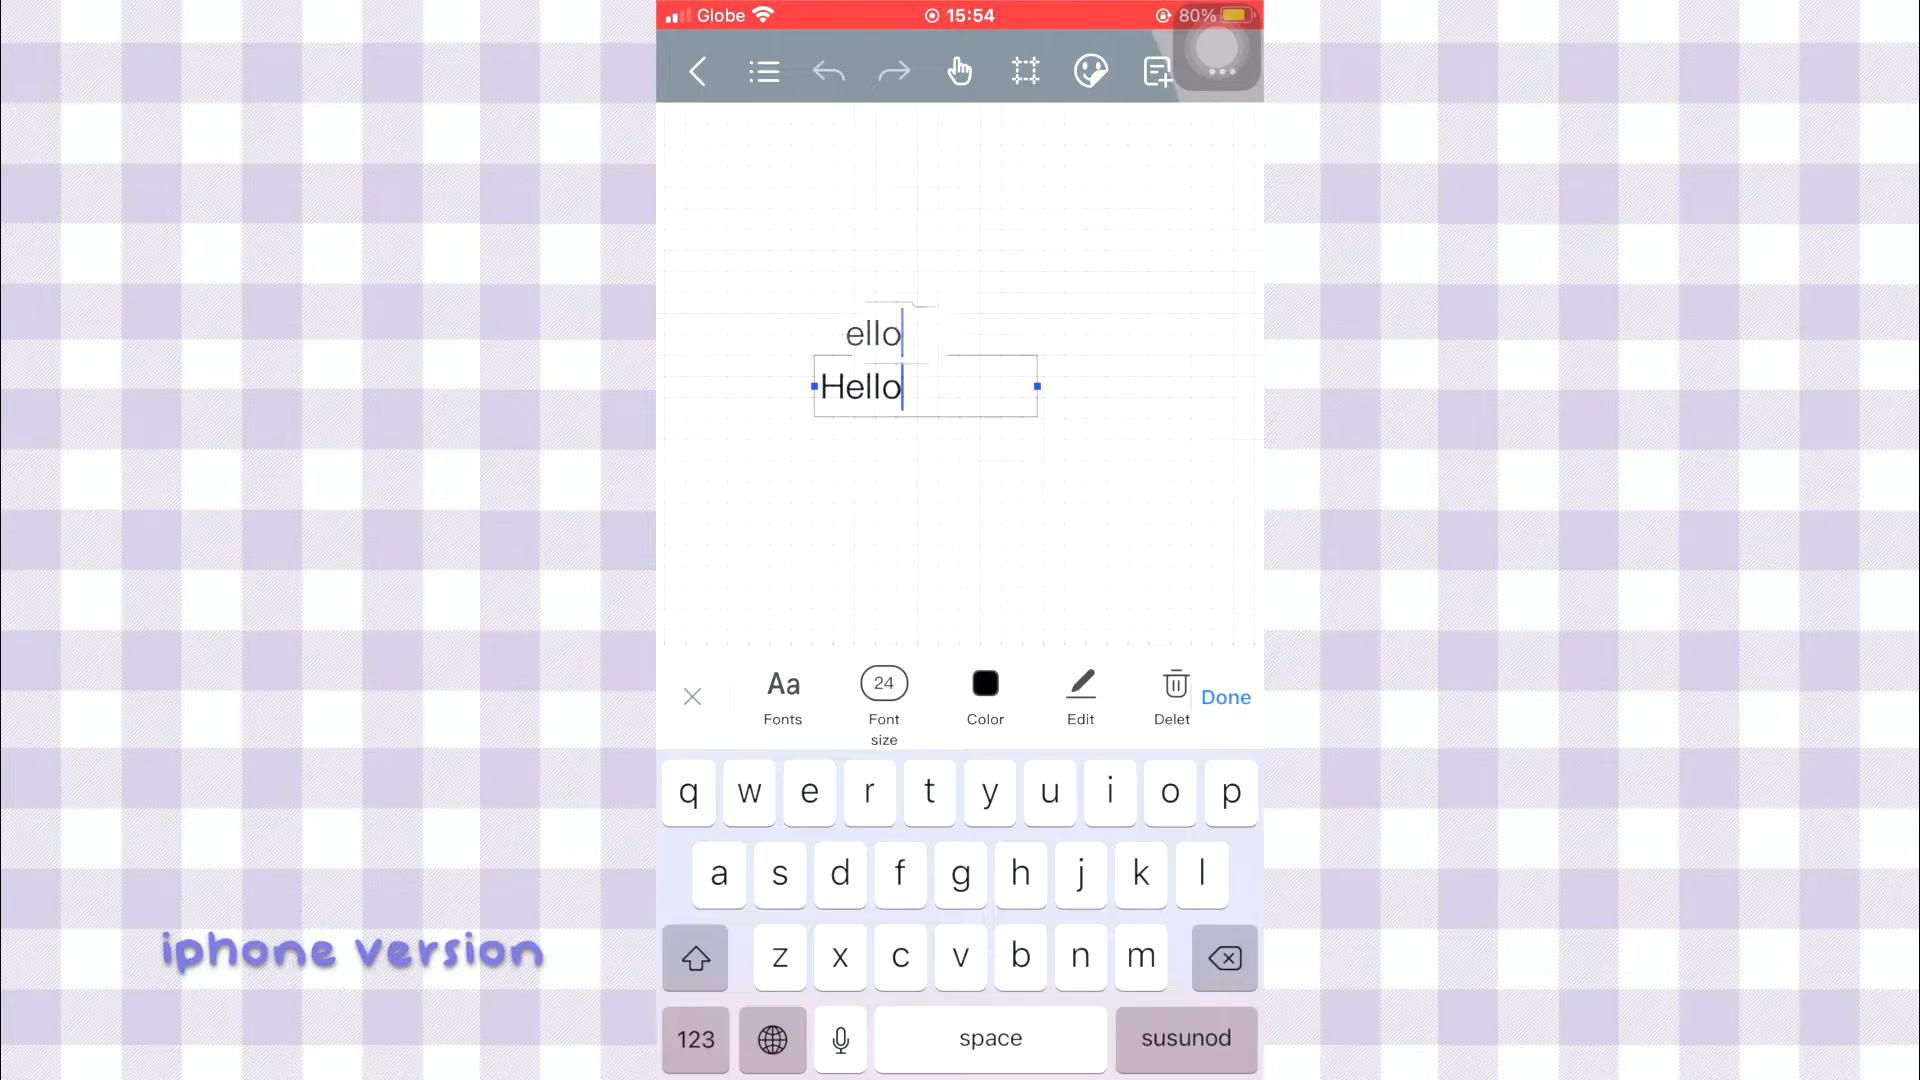 Globe 15:54 80%
ello
Hello
Aa 24
Fonts Font size Color Edit Delet Done
q w e r t y u i o p
a s d f g h j k l
z x c v b n m
123 space susunod
iphone version